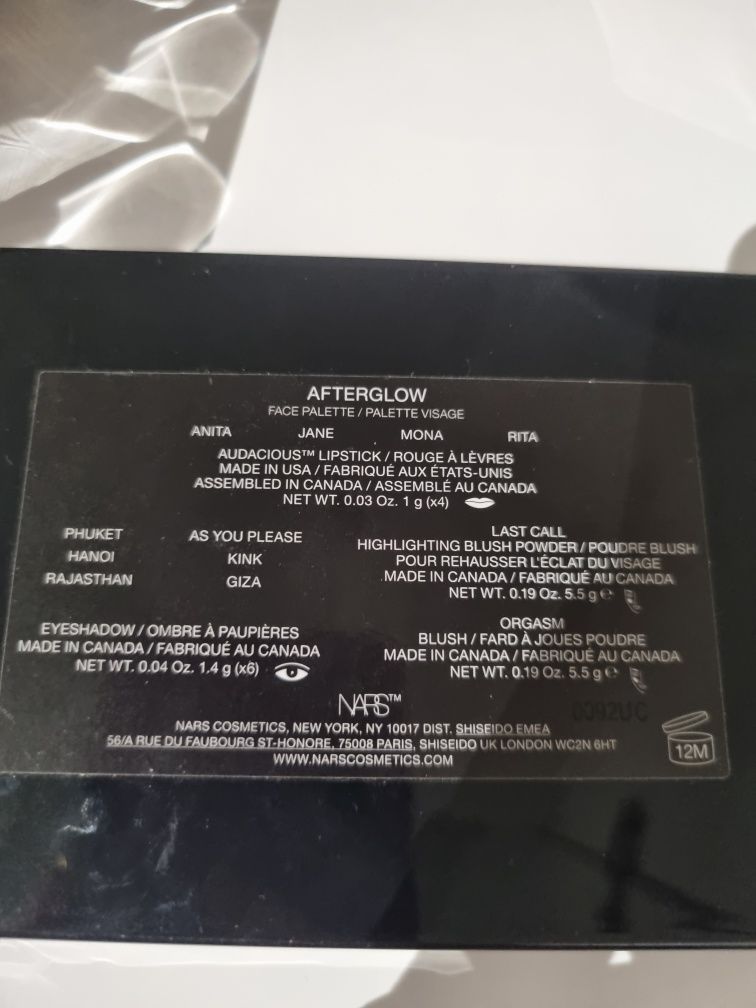 AFTERGLOW
FACE PALETTE / PALETTE VISAGE
ANITA JANE MONA RITA
AUDACIOUS™ LIPSTICK / ROUGE À LÈVRES
MADE IN USA / FABRIQUÉ AUX ÉTATS-UNIS
ASSEMBLED IN CANADA / ASSEMBLÉ AU CANADA
NET WT. 0.03 Oz. 1 g (x4)
PHUKET AS YOU PLEASE
HANOI KINK
RAJASTHAN GIZA
EYESHADOW / OMBRE À PAUPIÈRES
MADE IN CANADA / FABRIQUÉ AU CANADA
NET WT. 0.04 Oz. 1.4 g (x6)
LAST CALL
HIGHLIGHTING BLUSH POWDER / POUDRE BLUSH
POUR REHAUSSER L'ÉCLAT DU VISAGE
MADE IN CANADA / FABRIQUÉ AU CANADA
NET WT. 0.19 Oz. 5.5 g ℮
ORGASM
BLUSH / FARD À JOUES POUDRE
MADE IN CANADA / FABRIQUÉ AU CANADA
NET WT. 0.19 Oz. 5.5 g ℮
NARS™
NARS COSMETICS, NEW YORK, NY 10017 DIST. SHISEIDO EMEA
56/A RUE DU FAUBOURG ST-HONORE, 75008 PARIS, SHISEIDO UK LONDON WC2N 6HT
WWW.NARSCOSMETICS.COM
12M